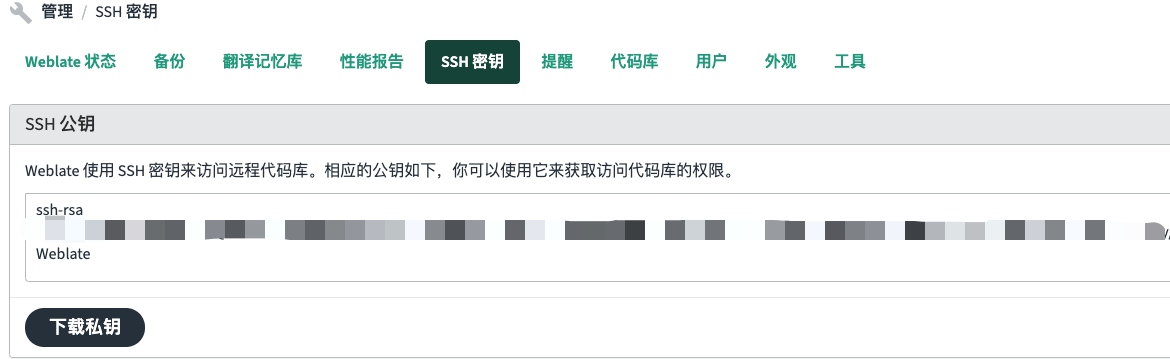 管理 / SSH 密钥
Weblate 状态 备份 翻译记忆库 性能报告 SSH 密钥 提醒 代码库 用户 外观 工具
SSH 公钥
Weblate 使用 SSH 密钥来访问远程代码库。相应的公钥如下，你可以使用它来获取访问代码库的权限。
ssh-rsa
Weblate
下载私钥